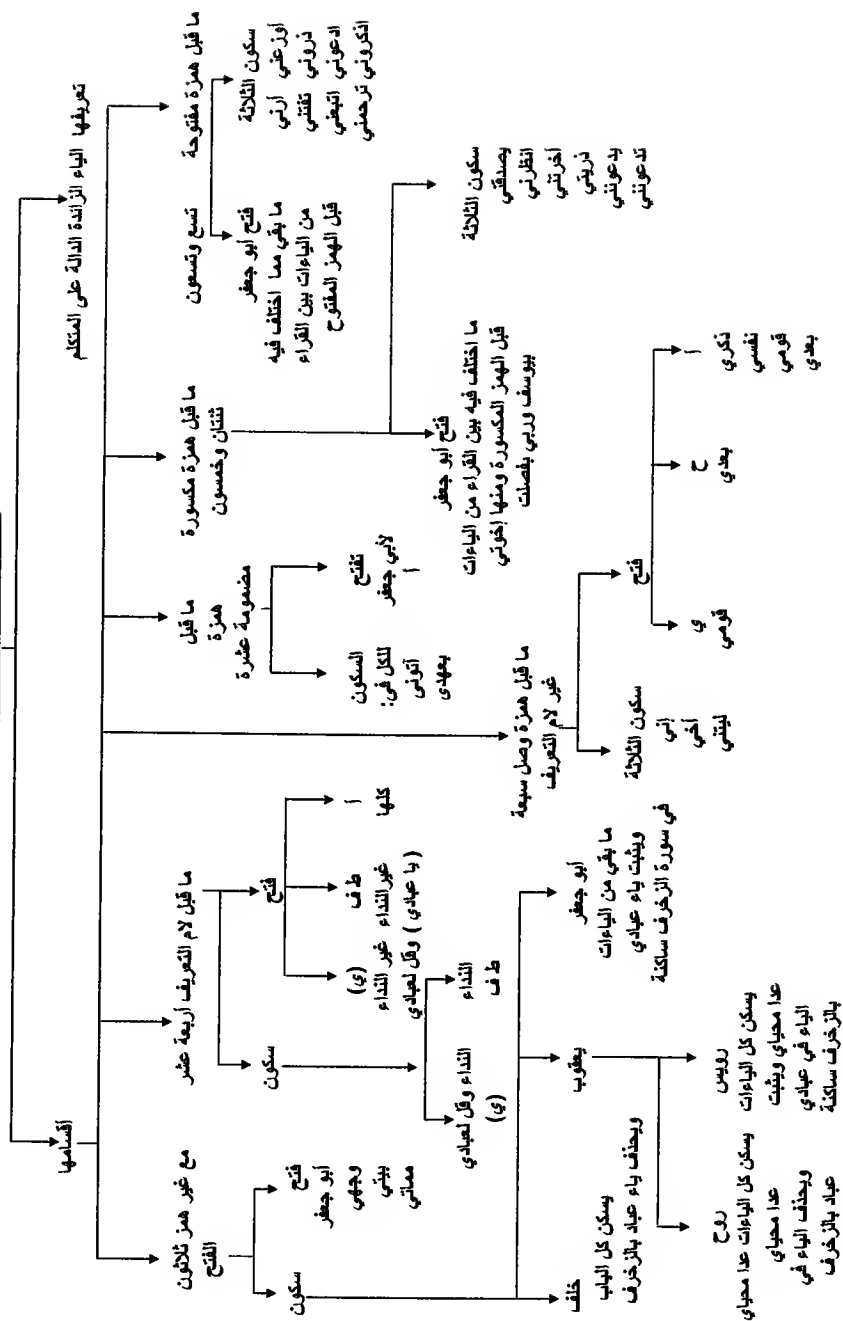 تعريفها الياء الزائدة الدالة على المتكلم
أقسامها
ما قبل همزة مفتوحة
تسع وتسعون
سكون الثلاثة
أرني أوزعني
تفتني ذروني
اتبعني ادعوني
ترحمني اذكروني
فتح أبو جعفر
ما بقي مما اختلف فيه
من الياءات بين القراء
قبل الهمز المفتوح
ما قبل همزة مكسورة
ثنتان وخمسون
سكون الثلاثة
يصدقني
انظرني
أخرتني
ذريتي
يدعونني
تدعونني
فتح أبو جعفر
ما اختلف فيه بين القراء من الياءات
قبل الهمز المكسورة ومنها إخوتي
بيوسف وربي بفصلت
ما قبل
همزة
مضمومة عشرة
تفتح
لأبي جعفر
أ
السكون
للكل في:
آتوني
بعهدي
ما قبل همزة وصل سبعة
غير لام التعريف
فتح
أ
ذكري
نفسي
قومي
بعدي
ح
بعدي
ي
قومي
سكون الثلاثة
إني
أخي
ليتني
ما قبل لام التعريف أربعة عشر
فتح
أ
كلها
ط ف
غير النداء
(ي)
غير النداء
( يا عبادي ) وقل لعبادي
سكون
النداء
ط ف
النداء وقل لعبادي
(ي)
مع غير همز ثلاثون
الفتح
فتح
أبو جعفر
بيتي
وجهي
مماتي
سكون
أبو جعفر
ما بقي من الياءات
ويثبت ياء عبادي
في سورة الزخرف ساكنة
يعقوب
رويس
يسكن كل الياءات
عدا محياي ويثبت
الياء في عبادي
بالزخرف ساكنة
روح
يسكن كل الياءات عدا محياي
ويحذف الياء في
عدا محياي
عباد بالزخرف
خلف
يسكن كل الباب
ويحذف ياء عباد بالزخرف